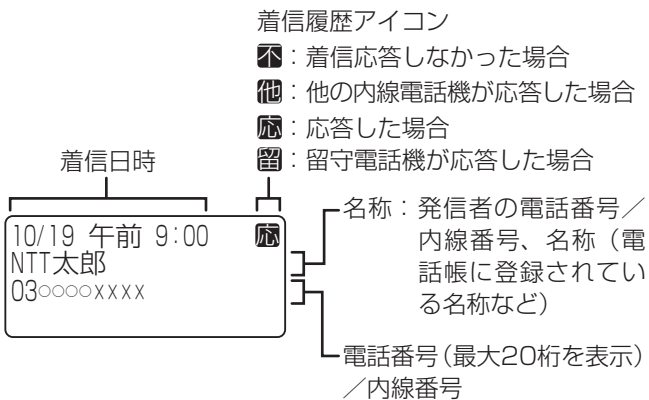 着信履歴アイコン
不：着信応答しなかった場合
他：他の内線電話機が応答した場合
応：応答した場合
留：留守電話機が応答した場合
着信日時
10/19 午前 9:00 応
NTT太郎
03○○○○XXXX
名称：発信者の電話番号／
内線番号、名称（電
話帳に登録されてい
る名称など）
電話番号（最大20桁を表示）
／内線番号